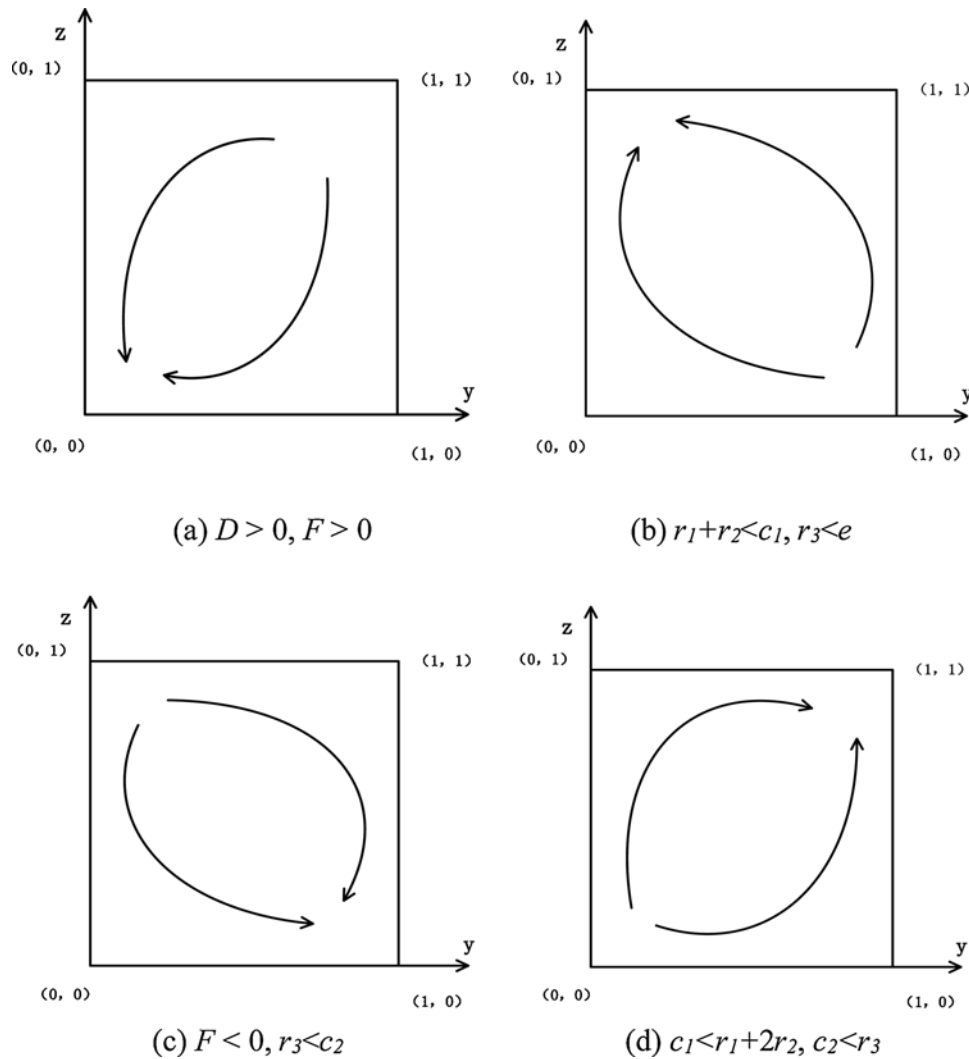 z
(0, 1)
(1, 1)
y
(0, 0)
(1, 0)
(a) D > 0, F > 0
z
(0, 1)
(1, 1)
y
(0, 0)
(1, 0)
(b) r₁+r₂<c₁, r₃<e
z
(0, 1)
(1, 1)
y
(0, 0)
(1, 0)
(c) F < 0, r₃<c₂
z
(0, 1)
(1, 1)
y
(0, 0)
(1, 0)
(d) c₁<r₁+2r₂, c₂<r₃